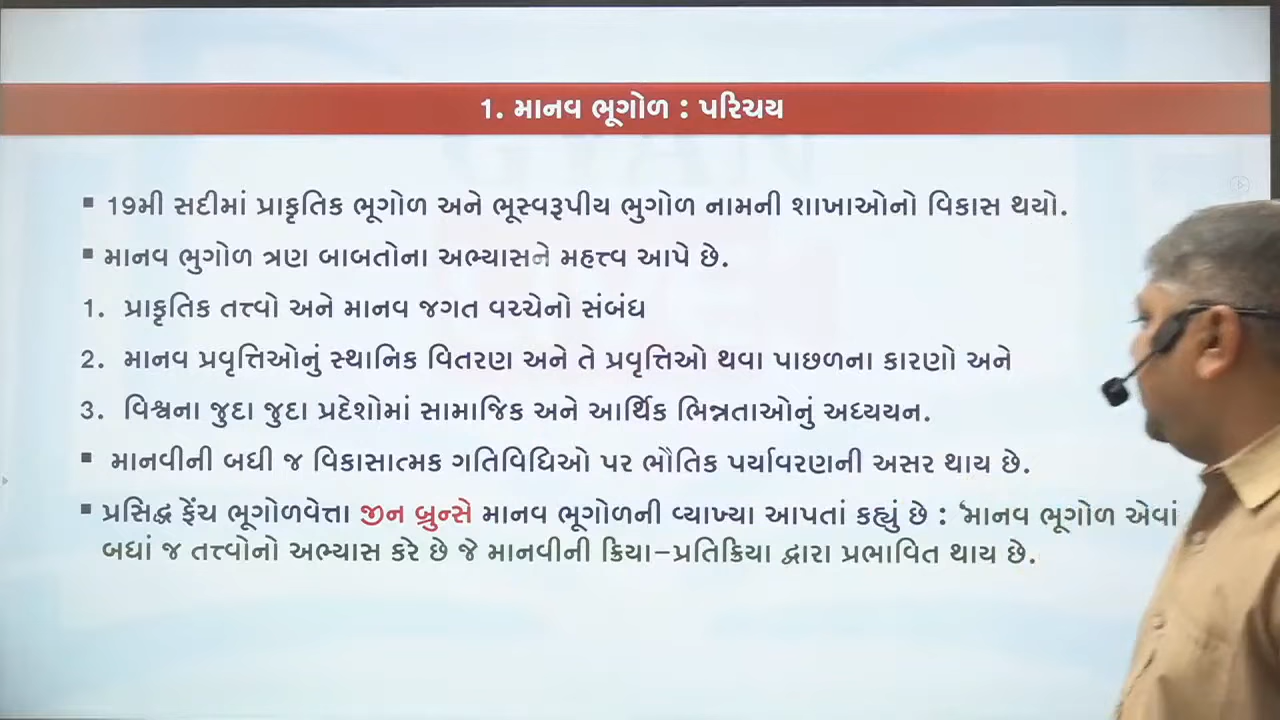 1. માનવ ભૂગોળ : પરિચય
▪ 19મી સદીમાં પ્રાકૃતિક ભૂગોળ અને ભૂસ્વરૂપીય ભુગોળ નામની શાખાઓનો વિકાસ થયો.
▪ માનવ ભુગોળ ત્રણ બાબતોના અભ્યાસને મહત્ત્વ આપે છે.
1. પ્રાકૃતિક તત્ત્વો અને માનવ જગત વચ્ચેનો સંબંધ
2. માનવ પ્રવૃત્તિઓનું સ્થાનિક વિતરણ અને તે પ્રવૃત્તિઓ થવા પાછળના કારણો અને
3. વિશ્વના જુદા જુદા પ્રદેશોમાં સામાજિક અને આર્થિક ભિન્નતાઓનું અધ્યયન.
▪ માનવીની બધી જ વિકાસાત્મક ગતિવિધિઓ પર ભૌતિક પર્યાવરણની અસર થાય છે.
▪ પ્રસિદ્ધ ફ્રેંચ ભૂગોળવેત્તા જીન બ્રુન્સે માનવ ભૂગોળની વ્યાખ્યા આપતાં કહ્યું છે : ‘માનવ ભૂગોળ એવાં
બધાં જ તત્ત્વોનો અભ્યાસ કરે છે જે માનવીની ક્રિયા-પ્રતિક્રિયા દ્વારા પ્રભાવિત થાય છે.